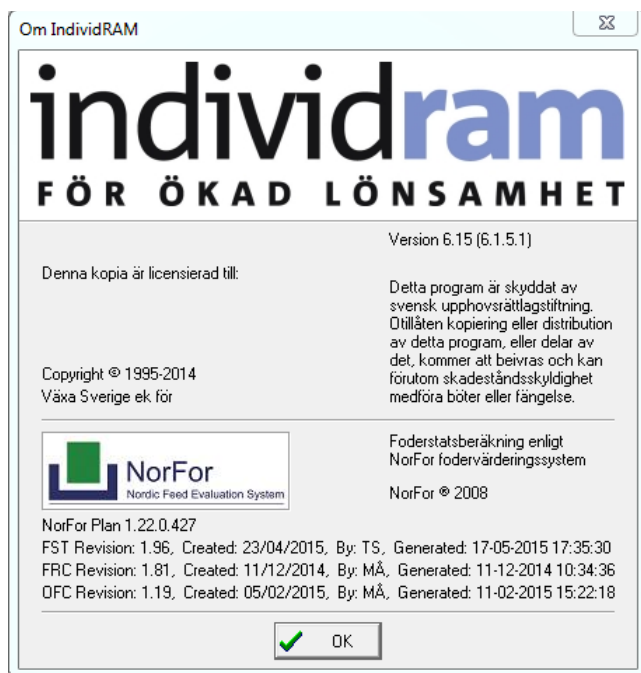 Om IndividRAM
individram
FÖR ÖKAD LÖNSAMHET
Version 6.15 (6.1.5.1)
Denna kopia är licensierad till:
Detta program är skyddat av
svensk upphovsrättlagstiftning.
Otillåten kopiering eller distribution
av detta program, eller delar av
det, kommer att beivras och kan
förutom skadeståndsskyldighet
medföra böter eller fängelse.
Copyright © 1995-2014
Växa Sverige ek för
NorFor
Nordic Feed Evaluation System
Foderstatsberäkning enligt
NorFor fodervärderingssystem
NorFor ® 2008
NorFor Plan 1.22.0.427
FST Revision: 1.96, Created: 23/04/2015, By: TS, Generated: 17-05-2015 17:35:30
FRC Revision: 1.81, Created: 11/12/2014, By: MÅ, Generated: 11-12-2014 10:34:36
OFC Revision: 1.19, Created: 05/02/2015, By: MÅ, Generated: 11-02-2015 15:22:18
OK